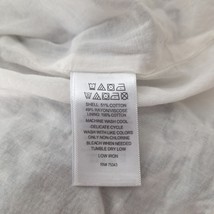 SHELL: 51% COTTON
49% RAYON/VISCOSE
LINING: 100% COTTON
MACHINE WASH COOL
DELICATE CYCLE
WASH WITH LIKE COLORS
ONLY NON-CHLORINE
BLEACH WHEN NEEDED
TUMBLE DRY LOW
LOW IRON